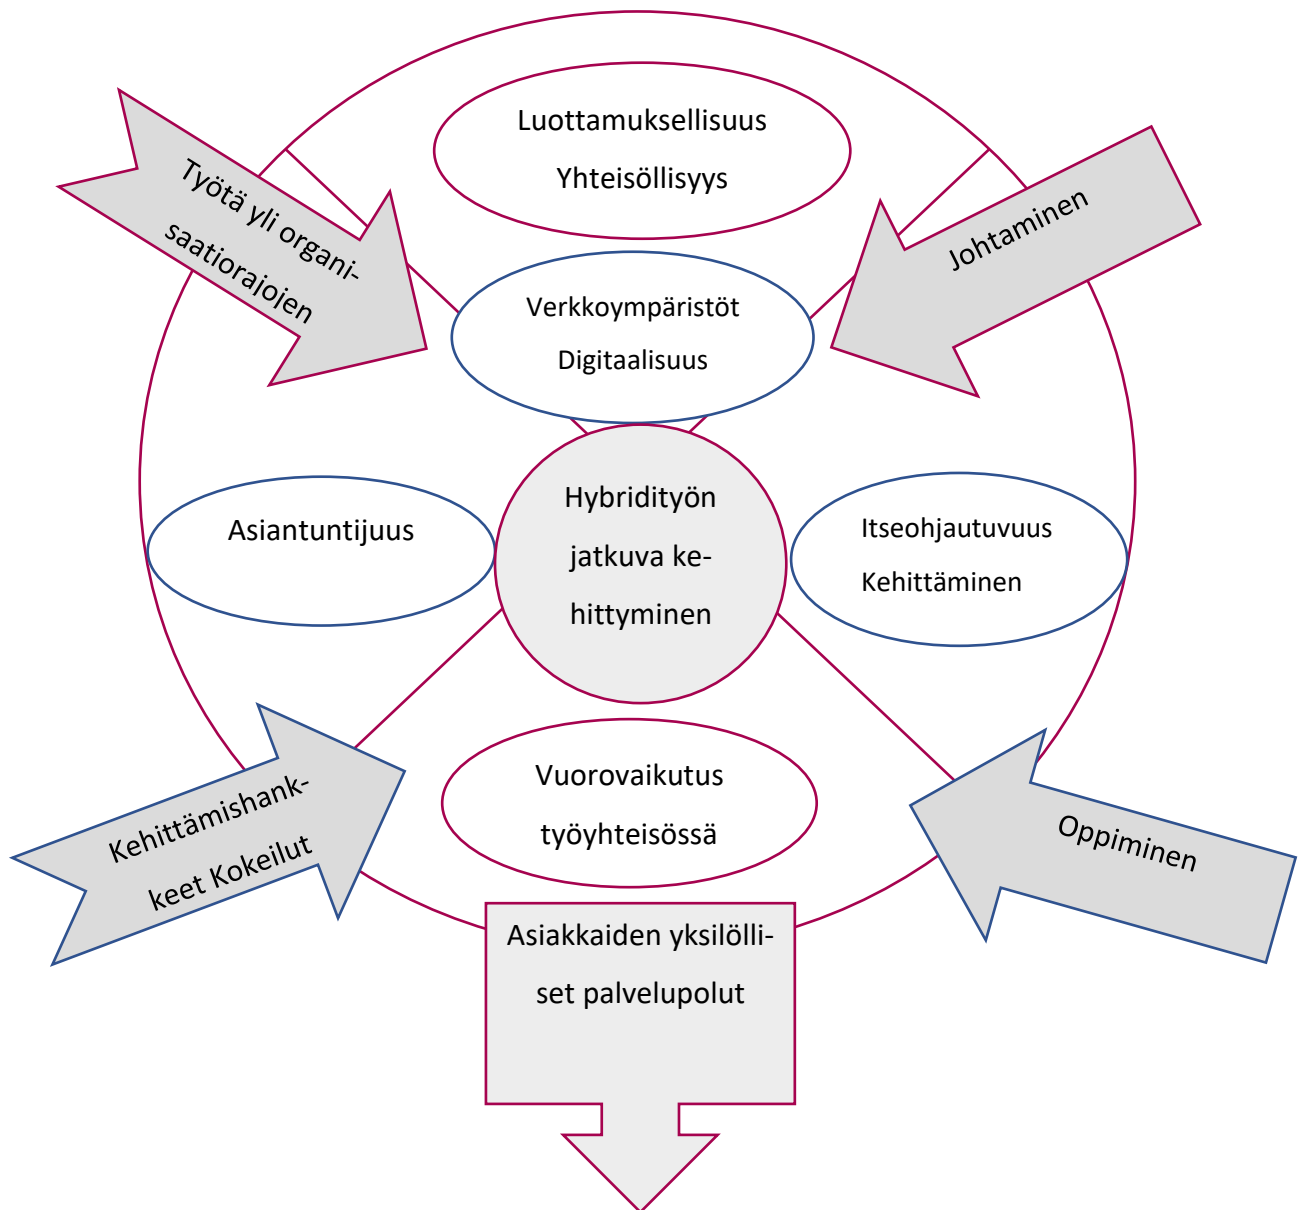 Luottamuksellisuus
Yhteisöllisyys
Työtä yli organi-
saatiorajojen
Johtaminen
Verkkoympäristöt
Digitaalisuus
Asiantuntijuus
Hybridityön
jatkuva ke-
hittyminen
Itseohjautuvuus
Kehittäminen
Kehittämishank-
keet Kokeilut
Vuorovaikutus
työyhteisössä
Oppiminen
Asiakkaiden yksilölli-
set palvelupolut